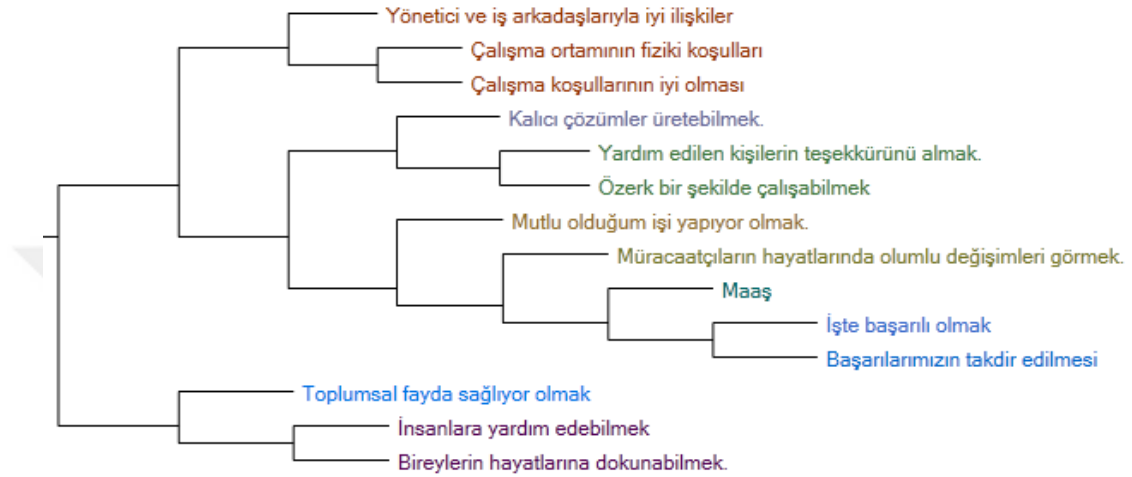 Yönetici ve iş arkadaşlarıyla iyi ilişkiler
Çalışma ortamının fiziki koşulları
Çalışma koşullarının iyi olması
Kalıcı çözümler üretebilmek.
Yardım edilen kişilerin teşekkürünü almak.
Özerk bir şekilde çalışabilmek
Mutlu olduğum işi yapıyor olmak.
Müracaatçıların hayatlarında olumlu değişimleri görmek.
Maaş
İşte başarılı olmak
Başarılarımızın takdir edilmesi
Toplumsal fayda sağlıyor olmak
İnsanlara yardım edebilmek
Bireylerin hayatlarına dokunabilmek.